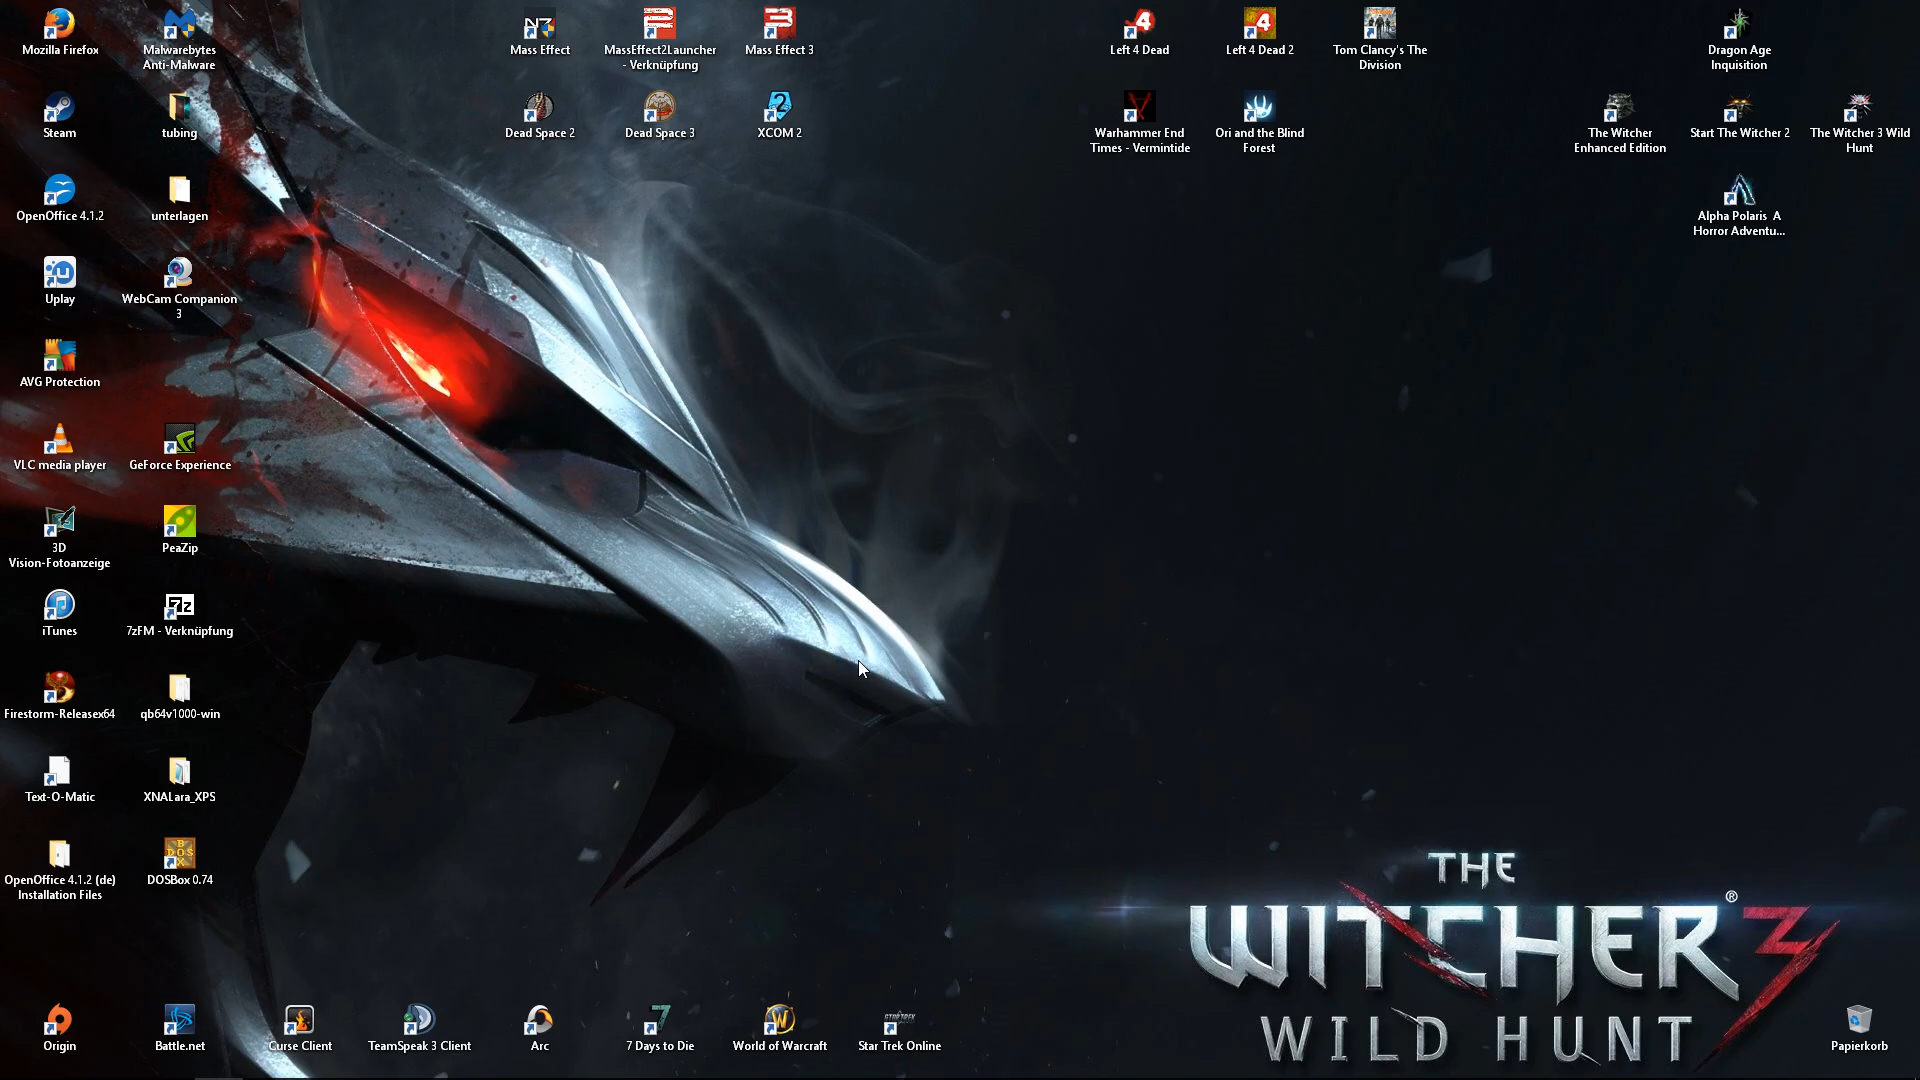 Mozilla Firefox
Malwarebytes
Anti-Malware
Mass Effect
MassEffect2Launcher
- Verknüpfung
Mass Effect 3
Left 4 Dead
Left 4 Dead 2
Tom Clancy's The
Division
Dragon Age
Inquisition
Steam
tubing
Dead Space 2
Dead Space 3
XCOM 2
Warhammer End
Times - Vermintide
Ori and the Blind
Forest
The Witcher
Enhanced Edition
Start The Witcher 2
The Witcher 3 Wild
Hunt
OpenOffice 4.1.2
unterlagen
Alpha Polaris A
Horror Adventu...
Uplay
WebCam Companion
3
AVG Protection
VLC media player
GeForce Experience
3D
Vision-Fotoanzeige
PeaZip
iTunes
7zFM - Verknüpfung
Firestorm-Releasex64
qb64v1000-win
Text-O-Matic
XNALara_XPS
OpenOffice 4.1.2 (de)
Installation Files
DOSBox 0.74
THE
WITCHER® 3
WILD HUNT
Origin
Battle.net
Curse Client
TeamSpeak 3 Client
Arc
7 Days to Die
World of Warcraft
Star Trek Online
Papierkorb